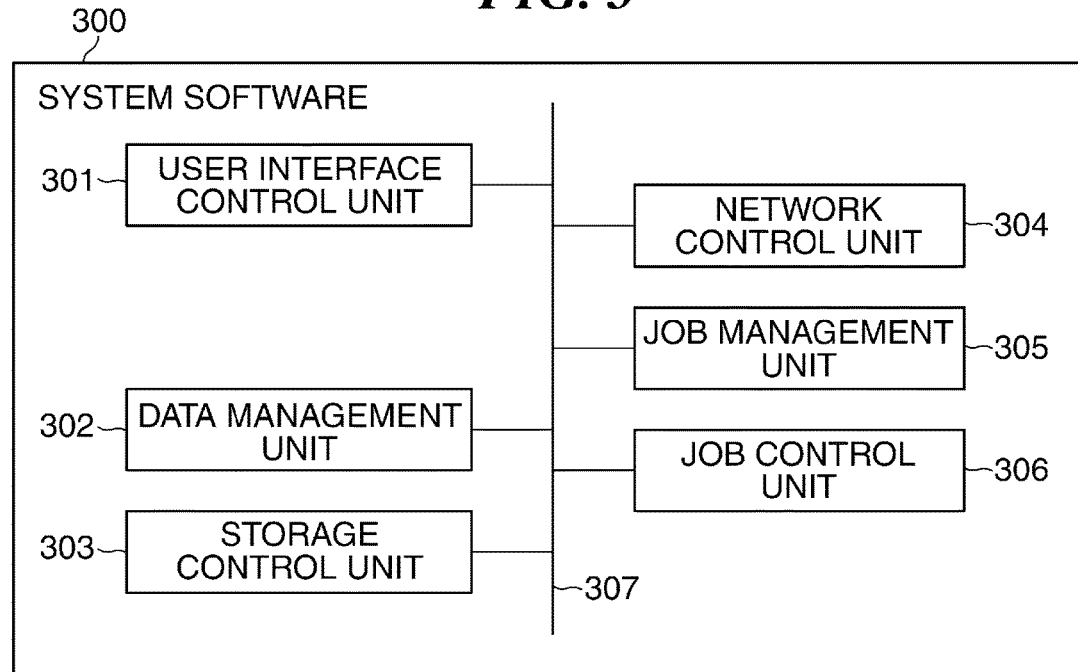 FIG.
300
SYSTEM SOFTWARE
301
USER INTERFACE
CONTROL UNIT
302
DATA MANAGEMENT
UNIT
303
STORAGE
CONTROL UNIT
NETWORK
CONTROL UNIT
304
JOB MANAGEMENT
UNIT
305
JOB CONTROL
UNIT
306
307